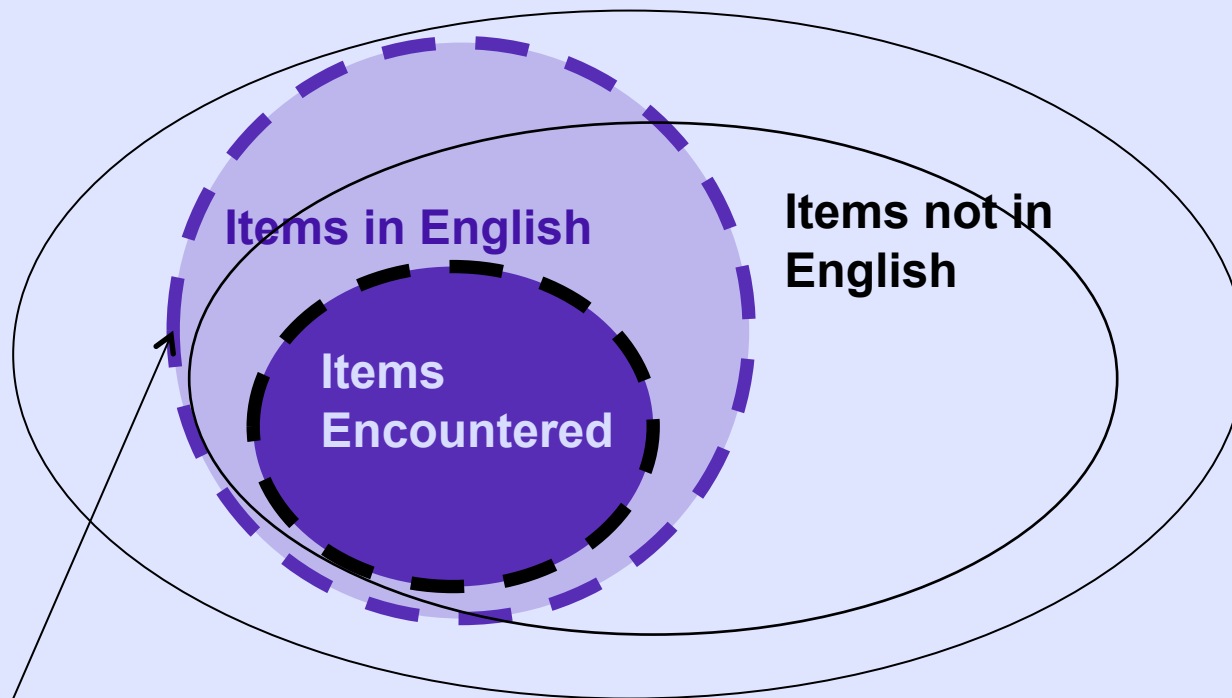 Items in English
Items not in
English
Items
Encountered